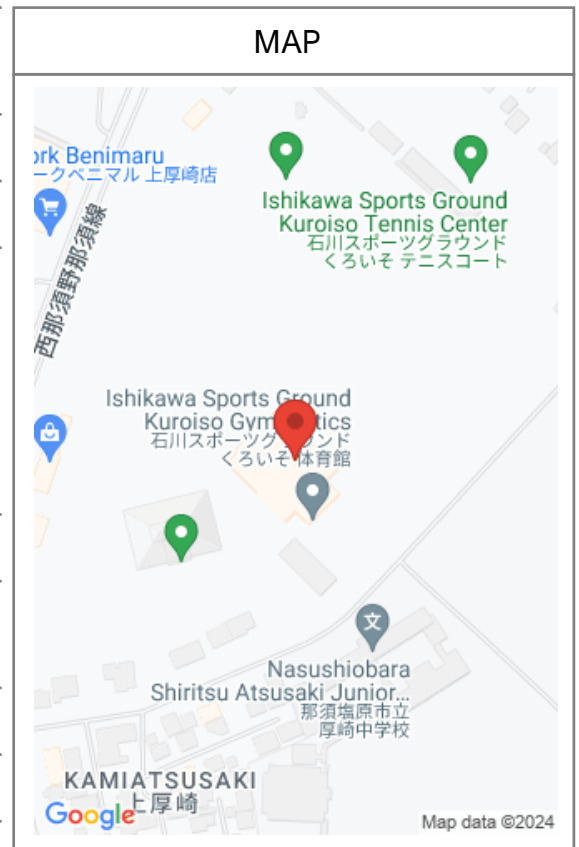 MAP
ork Benimaru
ークベニマル 上厚崎店
西那須野那須線
Ishikawa Sports Ground
Kuroiso Tennis Center
石川スポーツグラウンド
くろいそ テニスコート
Ishikawa Sports Ground
石川スポーツグ
ンド
くろいそ 体育館
文
Nasushiobara
Shiritsu Atsusaki Junior...
那須塩原市立
厚崎中学校
KAMIATSUSAKI
上厚崎
Google
Map data ©2024